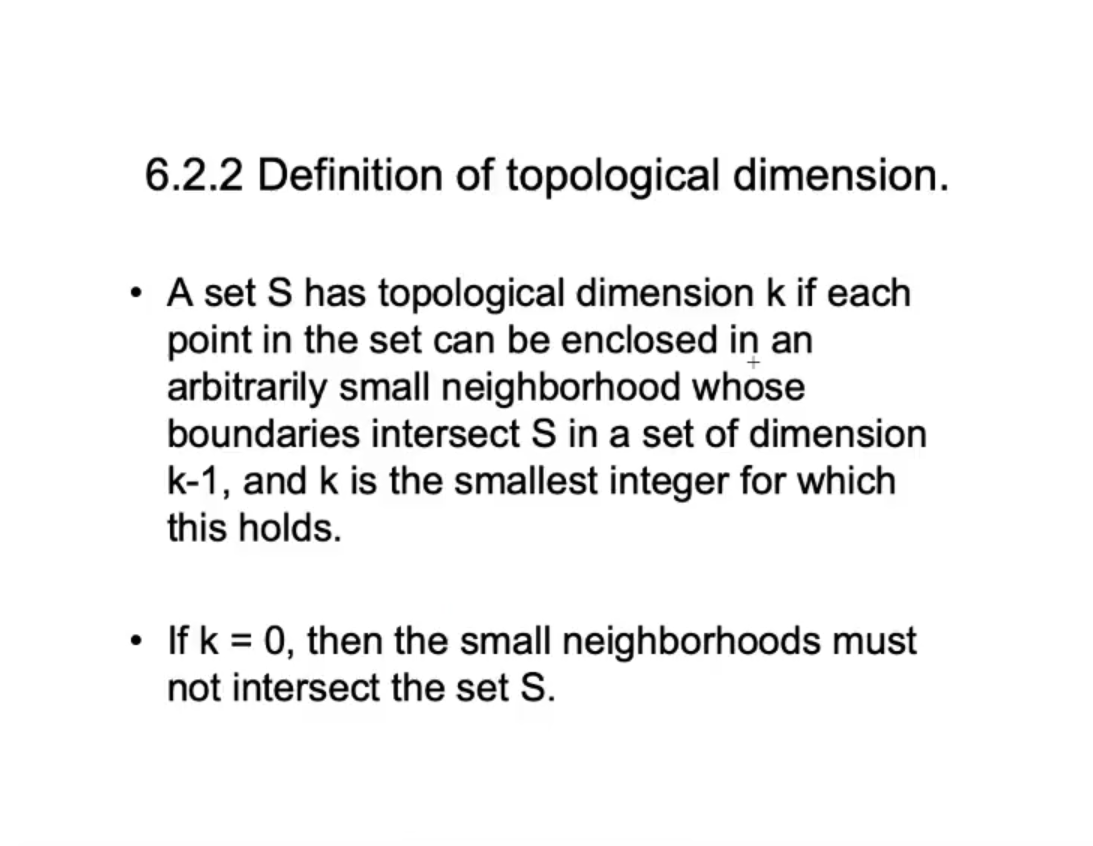 6.2.2 Definition of topological dimension.
• A set S has topological dimension k if each
point in the set can be enclosed in an
arbitrarily small neighborhood whose
boundaries intersect S in a set of dimension
k-1, and k is the smallest integer for which
this holds.
• If k = 0, then the small neighborhoods must
not intersect the set S.